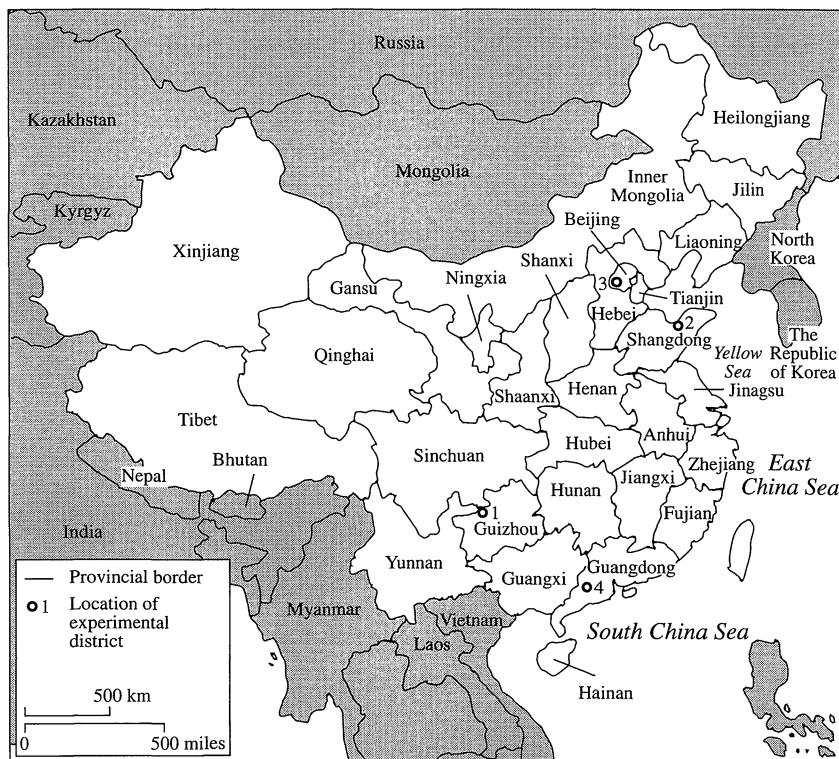 Russia
Kazakhstan
Heilongjiang
Mongolia
Inner
Mongolia
Jilin
Kyrgyz
Beijing
Xinjiang
Liaoning
North
Korea
Shanxi
Ningxia
Gansu
3
Tianjin
Hebei
2
Shangdong
The
Republic
of Korea
Yellow
Sea
Qinghai
Jinagsu
Shaanxi
Henan
Tibet
Anhui
Hubei
Sinchuan
Zhejiang
East
China Sea
Bhutan
Nepal
Hunan
Jiangxi
1
Guizhou
Fujian
India
Yunnan
Guangxi
Guangdong
4
Provincial border
1 Location of
experimental
district
Myanmar
Vietnam
Laos
South China Sea
Hainan
500 km
0
500 miles